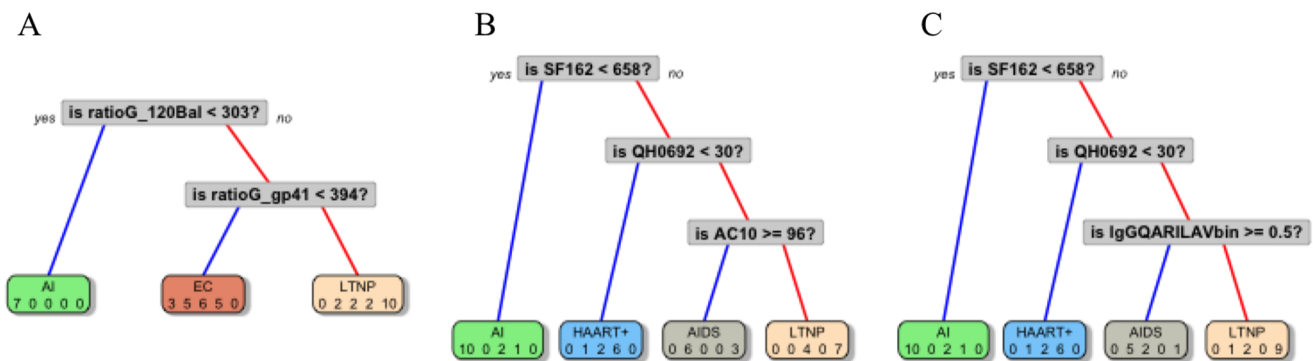 A
yes is ratioG_120Bal < 303? no
is ratioG_gp41 < 394?
AI
7 0 0 0 0
EC
3 5 6 5 0
LTNP
0 2 2 2 10
B
yes is SF162 < 658? no
is QH0692 < 30?
is AC10 >= 96?
AI
10 0 2 1 0
HAART+
0 1 2 6 0
AIDS
0 6 0 0 3
LTNP
0 0 4 0 7
C
yes is SF162 < 658? no
is QH0692 < 30?
is IgGQARILAVbin >= 0.5?
AI
10 0 2 1 0
HAART+
0 1 2 6 0
AIDS
0 5 2 0 1
LTNP
0 1 2 0 9